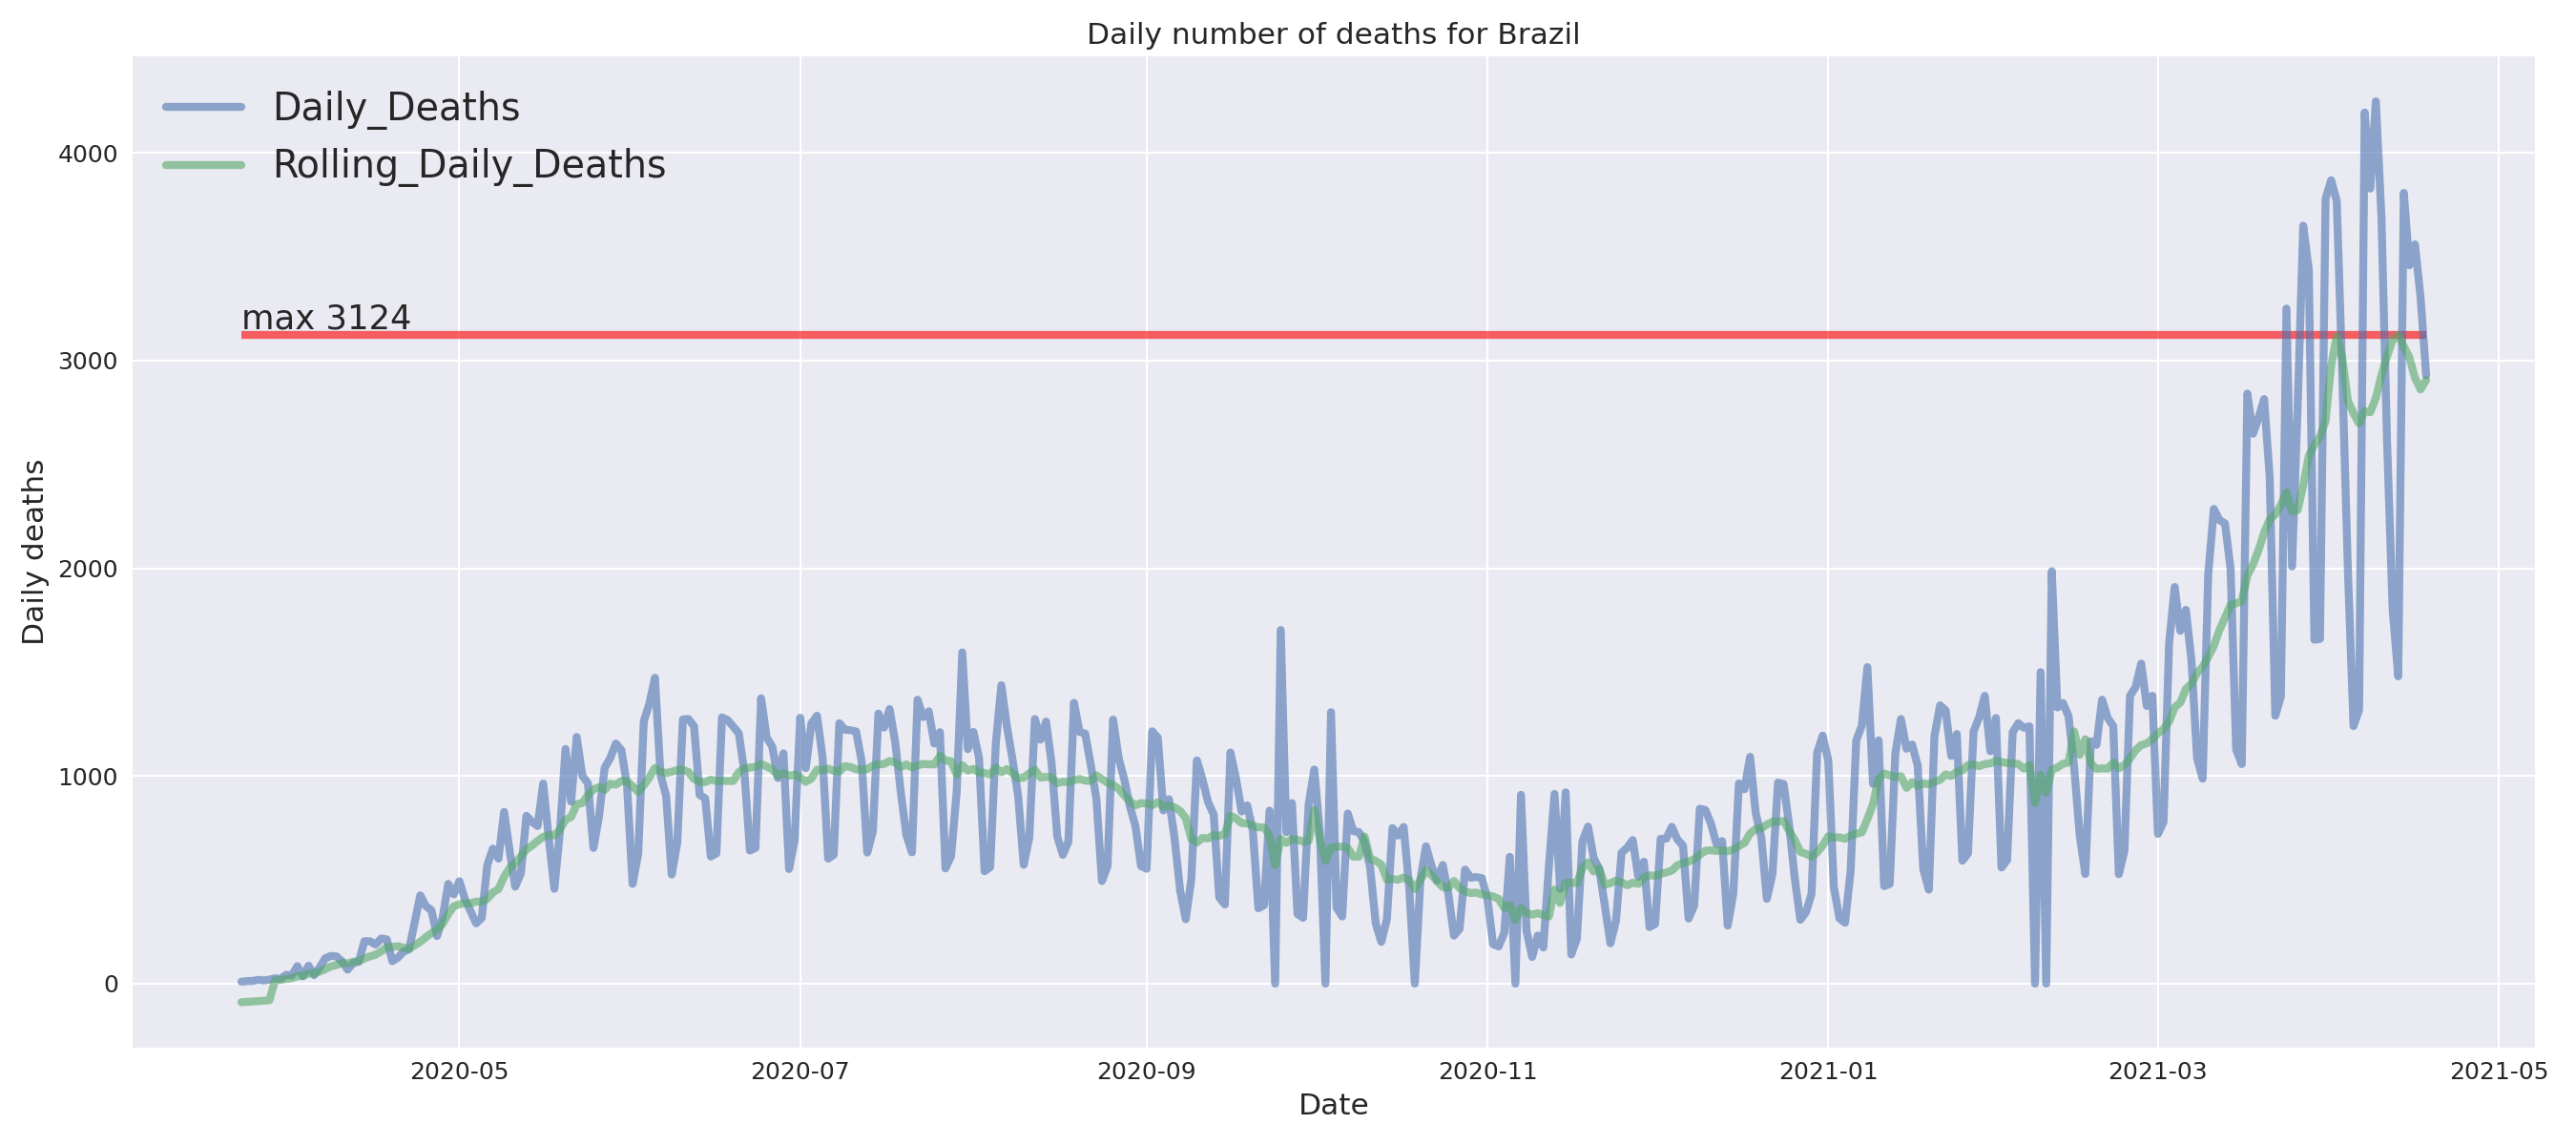 Daily number of deaths for Brazil
Daily_Deaths
Rolling_Daily_Deaths
max 3124
4000
3000
2000
1000
0
Daily deaths
2020-05
2020-07
2020-09
2020-11
2021-01
2021-03
2021-05
Date